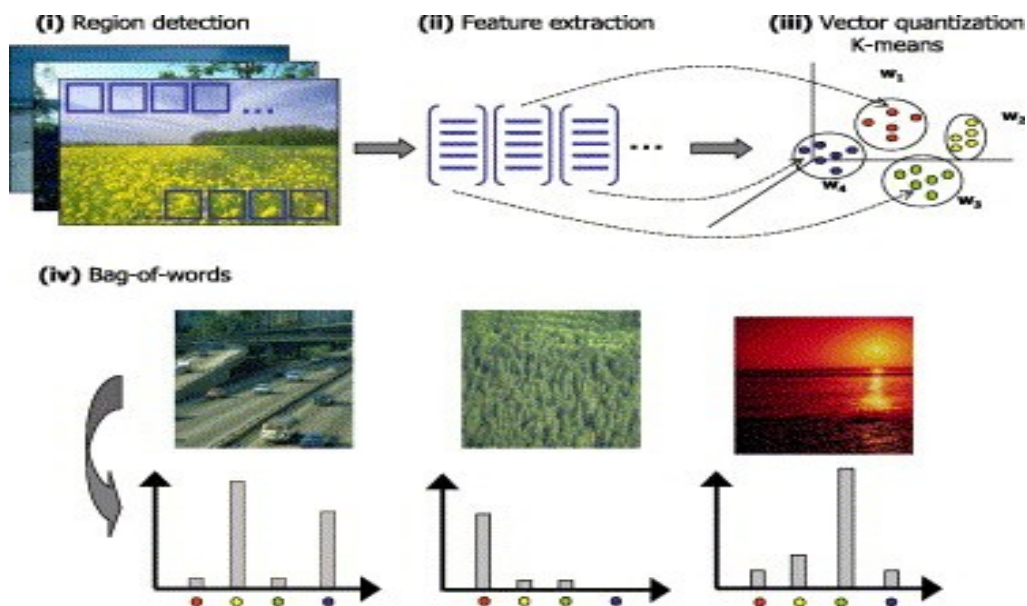 (i) Region detection
(ii) Feature extraction
(iii) Vector quantization
K-means
w1
w2
w3
w4
...
...
(iv) Bag-of-words